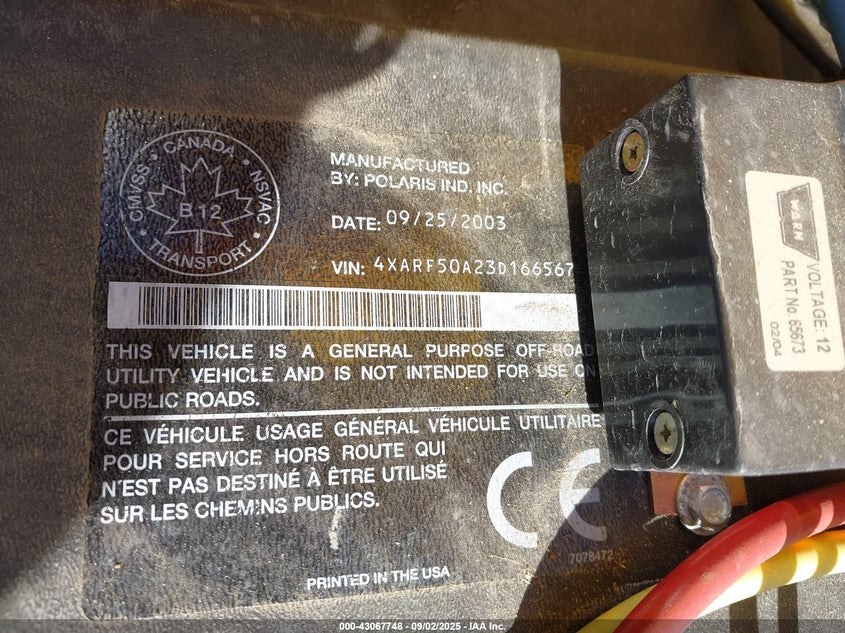 CMVSS • CANADA • NSVAC • TRANSPORT •
B 12
MANUFACTURED
BY: POLARIS IND. INC.
DATE: 09/25/2003
VIN: 4XARF50A23D166567
THIS VEHICLE IS A GENERAL PURPOSE OFF-ROAD
UTILITY VEHICLE AND IS NOT INTENDED FOR USE ON
PUBLIC ROADS.
CE VÉHICULE USAGE GÉNÉRAL VÉHICULE UTILITAIRE
POUR SERVICE HORS ROUTE QUI
N'EST PAS DESTINÉ À ÊTRE UTILISÉ
SUR LES CHEMINS PUBLICS.
CE
7078472
PRINTED IN THE USA
WARN
VOLTAGE: 12
PART No. 65673
02/04
000-43067748 - 09/02/2025 - IAA Inc.